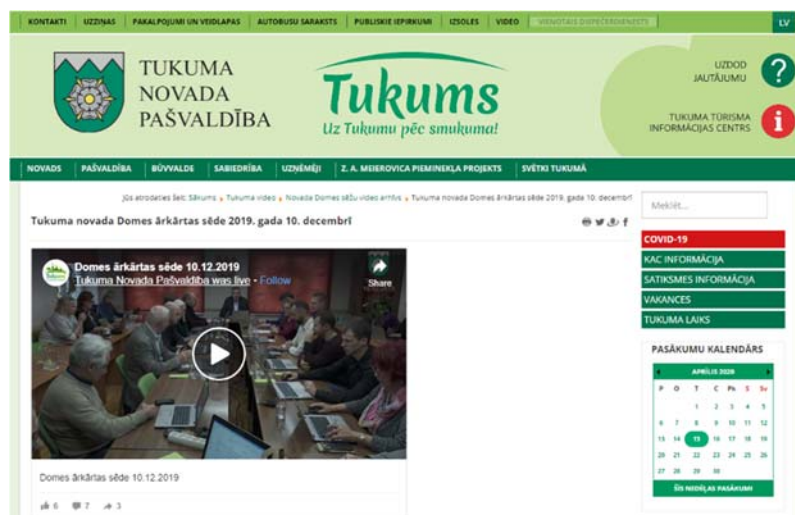 KONTAKTI
UZZIŅAS
PAKALPOJUMI UN VEIDLAPAS
AUTOBUSU SARAKSTS
PUBLISKIE IEPIRKUMI
IZSOLES
VIDEO
VIENOTAIS DISPEČERDIENESTS
LV
TUKUMA
NOVADA
PAŠVALDĪBA
Tukums
Uz Tukumu pēc smukuma!
UZDOD
JAUTĀJUMU
?
TUKUMA TŪRISMA
INFORMĀCIJAS CENTRS
i
NOVADS
PAŠVALDĪBA
BŪVVALDE
SABIEDRĪBA
UZŅĒMĒJI
Z. A. MEIEROVICA PIEMINEKĻA PROJEKTS
SVĒTKI TUKUMĀ
Jūs atrodaties šeit: Sākums Tukuma video Novada Domes sēžu video arhīvs Tukuma novada Domes ārkārtas sēde 2019. gada 10. decembrī
Tukuma novada Domes ārkārtas sēde 2019. gada 10. decembrī
Domes ārkārtas sēde 10.12.2019
Tukuma Novada Pašvaldība was live · Follow
Share
Domes ārkārtas sēde 10.12.2019
6 7 3
Meklēt...
COVID-19
KAC INFORMĀCIJA
SATIKSMES INFORMĀCIJA
VAKANCES
TUKUMA LAIKS
PASĀKUMU KALENDĀRS
APRĪLIS 2020
P O T C Pk S Sv
1 2 3 4 5
6 7 8 9 10 11 12
13 14 15 16 17 18 19
20 21 22 23 24 25 26
27 28 29 30
ŠĪS NEDĒĻAS PASĀKUMI